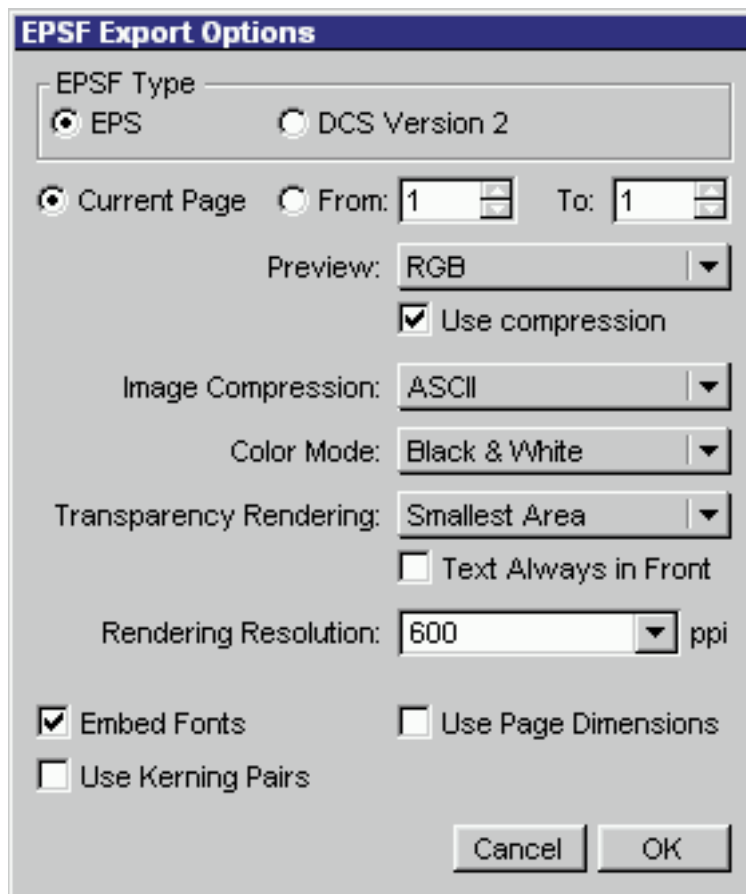 EPSF Export Options
EPSF Type
EPS DCS Version 2
Current Page From: 1 To: 1
Preview: RGB
Use compression
Image Compression: ASCII
Color Mode: Black & White
Transparency Rendering: Smallest Area
Text Always in Front
Rendering Resolution: 600 ppi
Embed Fonts Use Page Dimensions
Use Kerning Pairs
Cancel OK